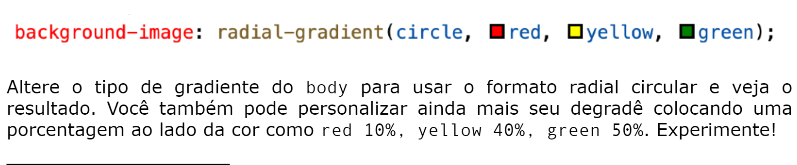 background-image: radial-gradient(circle, red, yellow, green);
Altere o tipo de gradiente do body para usar o formato radial circular e veja o
resultado. Você também pode personalizar ainda mais seu degradê colocando uma
porcentagem ao lado da cor como red 10%, yellow 40%, green 50%. Experimente!